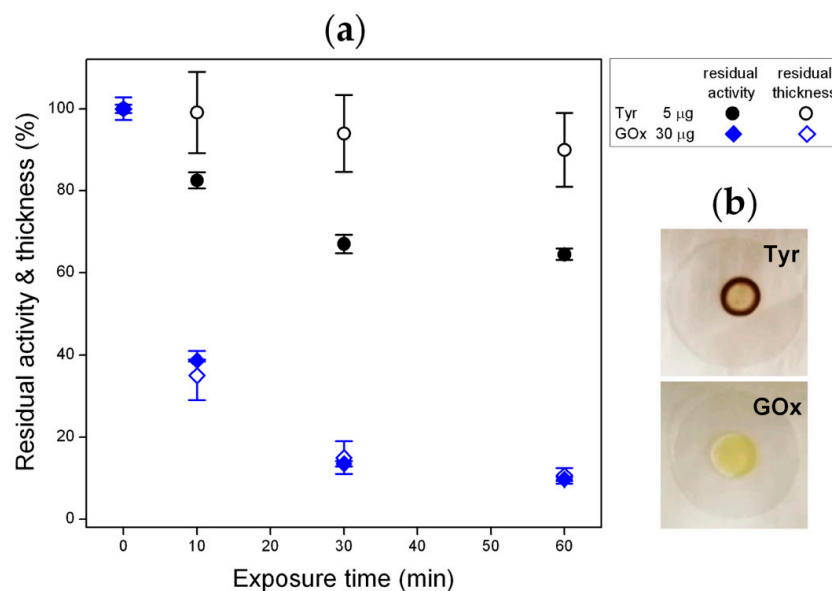 (a)
Residual activity & thickness (%)
100
80
60
40
20
0
0 10 20 30 40 50 60
Exposure time (min)
residual residual
activity thickness
Tyr 5 µg
GOx 30 µg
(b)
Tyr
GOx